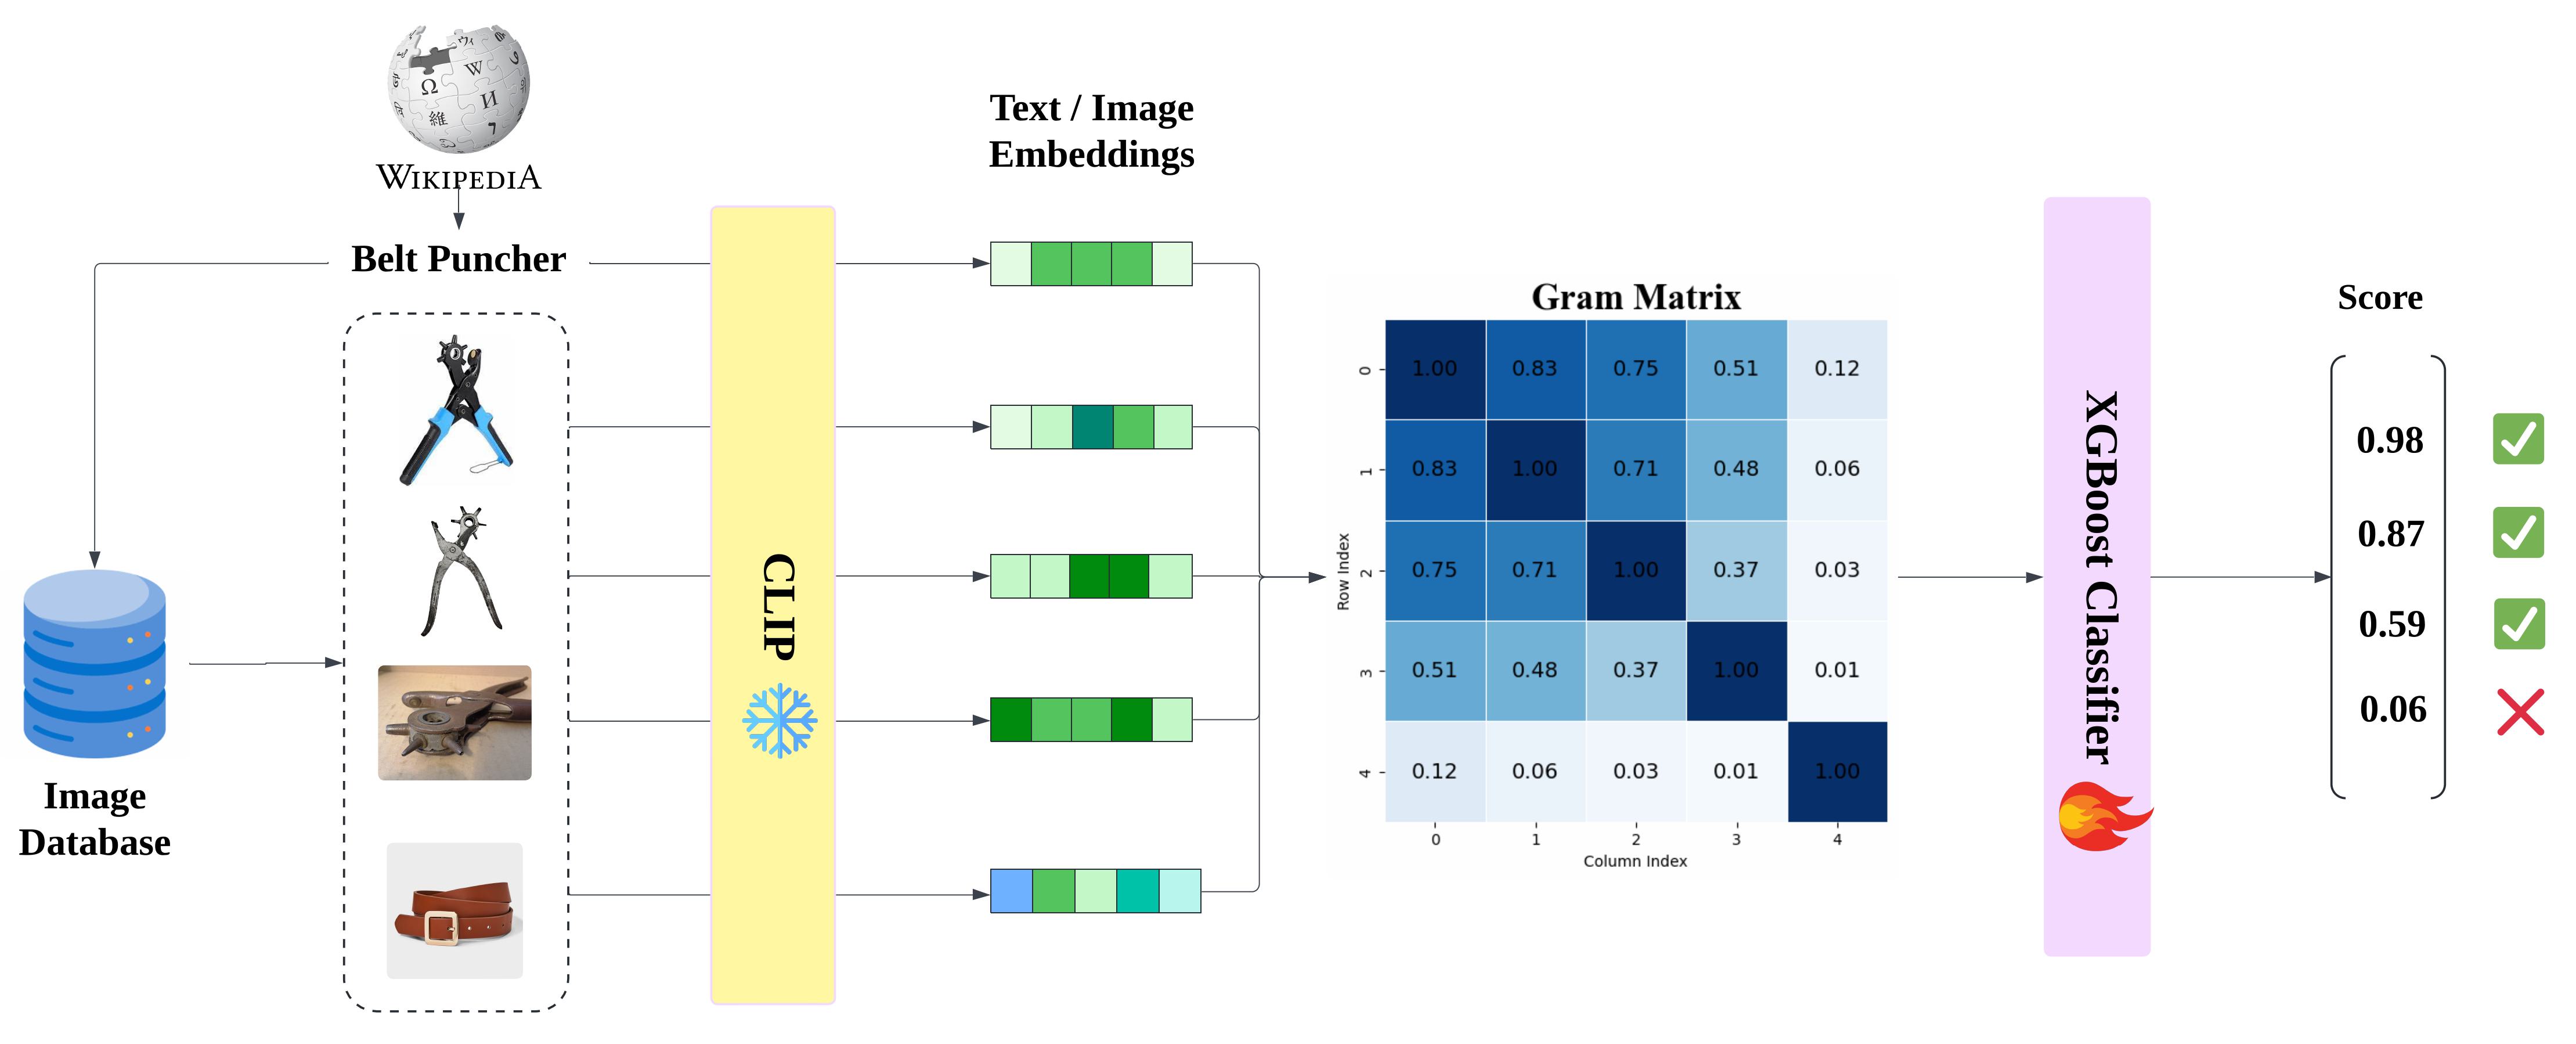 Ω
W
И
維
WIKIPEDIA
Belt Puncher
Image
Database
CLIP
Text / Image
Embeddings
Gram Matrix
Row Index
0 1.00 0.83 0.75 0.51 0.12
1 0.83 1.00 0.71 0.48 0.06
2 0.75 0.71 1.00 0.37 0.03
3 0.51 0.48 0.37 1.00 0.01
4 0.12 0.06 0.03 0.01 1.00
0 1 2 3 4
Column Index
XGBoost Classifier
Score
0.98
0.87
0.59
0.06